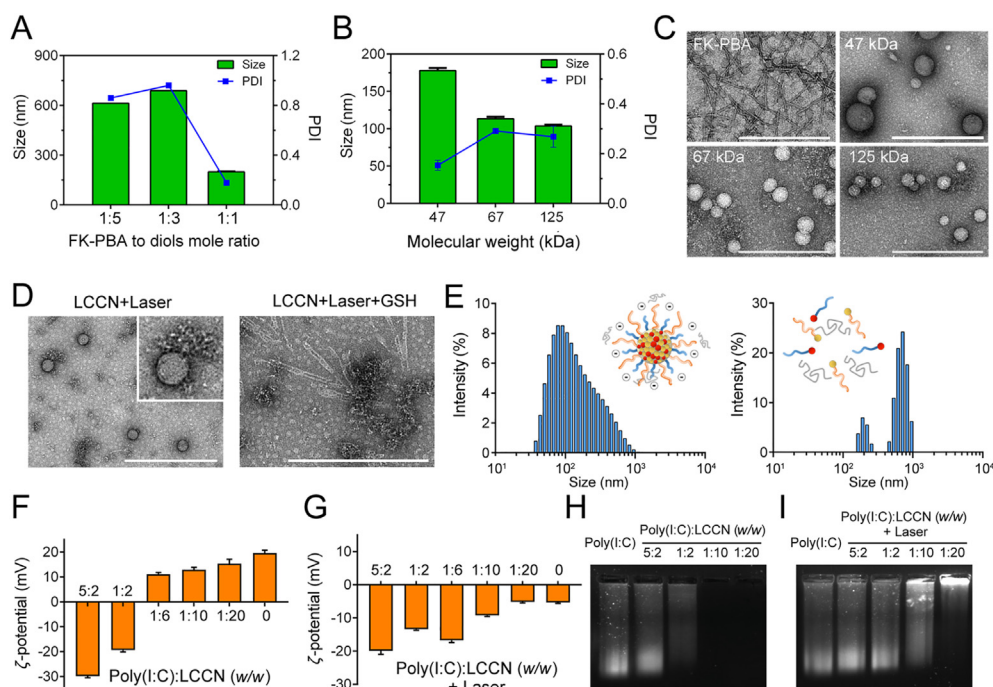 A
900
600
300
0
Size (nm)
Size
PDI
1.2
0.8
0.4
0.0
PDI
1:5 1:3 1:1
FK-PBA to diols mole ratio
B
200
150
100
50
0
Size (nm)
Size
PDI
0.6
0.4
0.2
0.0
PDI
47 67 125
Molecular weight (kDa)
C
FK-PBA
47 kDa
67 kDa
125 kDa
D
LCCN+Laser
LCCN+Laser+GSH
E
10
8
6
4
2
0
Intensity (%)
10¹ 10² 10³ 10⁴
Size (nm)
30
20
10
0
Intensity (%)
10¹ 10² 10³ 10⁴
Size (nm)
F
20
10
0
-10
-20
-30
ζ-potential (mV)
5:2 1:2
1:6 1:10 1:20 0
Poly(I:C):LCCN (w/w)
G
10
0
-10
-20
-30
ζ-potential (mV)
5:2 1:2 1:6 1:10 1:20 0
Poly(I:C):LCCN (w/w)
+ Laser
H
Poly(I:C):LCCN (w/w)
Poly(I:C) 5:2 1:2 1:10 1:20
I
Poly(I:C):LCCN (w/w)
+ Laser
Poly(I:C) 5:2 1:2 1:10 1:20